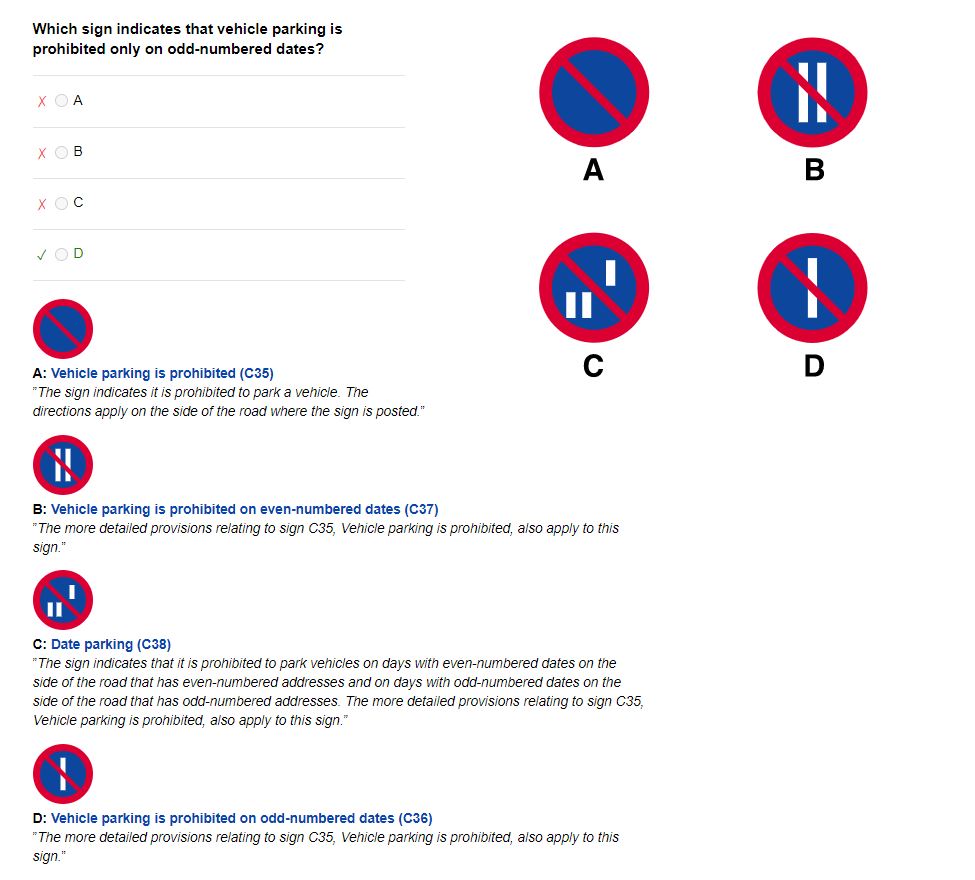 Which sign indicates that vehicle parking is
prohibited only on odd-numbered dates?
A
B
C
D
A
B
C
D
A: Vehicle parking is prohibited (C35)
"The sign indicates it is prohibited to park a vehicle. The
directions apply on the side of the road where the sign is posted."
B: Vehicle parking is prohibited on even-numbered dates (C37)
"The more detailed provisions relating to sign C35, Vehicle parking is prohibited, also apply to this
sign."
C: Date parking (C38)
"The sign indicates that it is prohibited to park vehicles on days with even-numbered dates on the
side of the road that has even-numbered addresses and on days with odd-numbered dates on the
side of the road that has odd-numbered addresses. The more detailed provisions relating to sign C35,
Vehicle parking is prohibited, also apply to this sign."
D: Vehicle parking is prohibited on odd-numbered dates (C36)
"The more detailed provisions relating to sign C35, Vehicle parking is prohibited, also apply to this
sign."